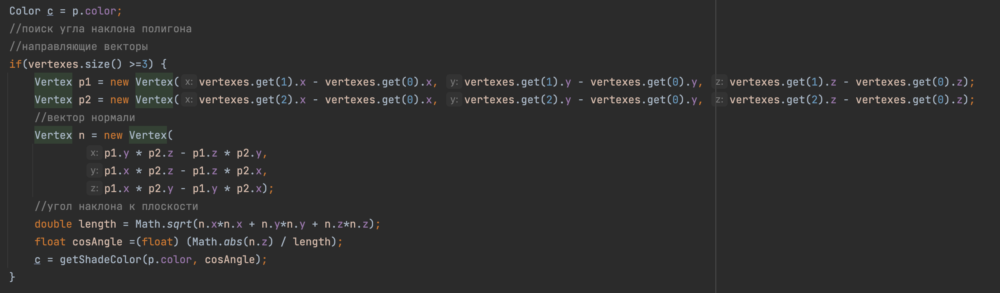 Color c = p.color;
//поиск угла наклона полигона
//направляющие векторы
if(vertexes.size() >=3) {
    Vertex p1 = new Vertex( x: vertexes.get(1).x - vertexes.get(0).x, y: vertexes.get(1).y - vertexes.get(0).y, z: vertexes.get(1).z - vertexes.get(0).z);
    Vertex p2 = new Vertex( x: vertexes.get(2).x - vertexes.get(0).x, y: vertexes.get(2).y - vertexes.get(0).y, z: vertexes.get(2).z - vertexes.get(0).z);
    //вектор нормали
    Vertex n = new Vertex(
            x: p1.y * p2.z - p1.z * p2.y,
            y: p1.x * p2.z - p1.z * p2.x,
            z: p1.x * p2.y - p1.y * p2.x);
    //угол наклона к плоскости
    double length = Math.sqrt(n.x*n.x + n.y*n.y + n.z*n.z);
    float cosAngle =(float) (Math.abs(n.z) / length);
    c = getShadeColor(p.color, cosAngle);
}